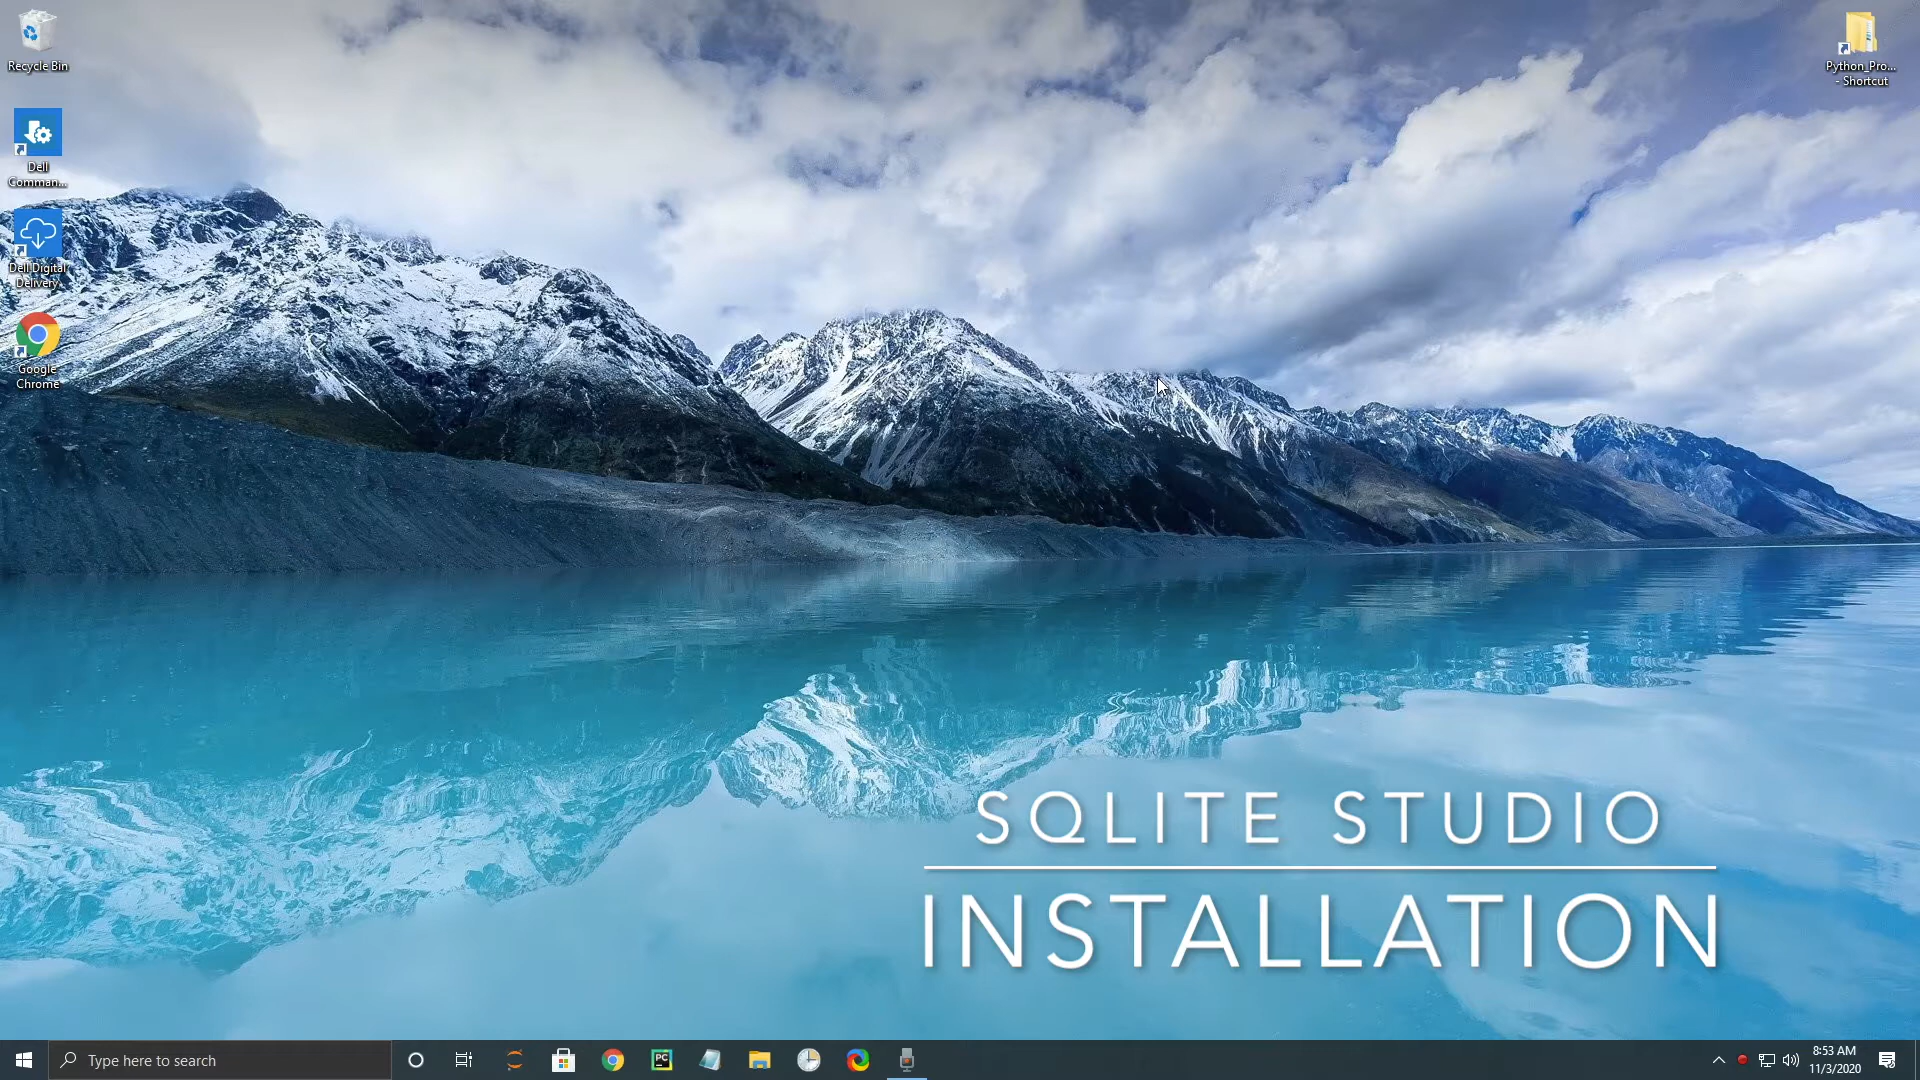 Recycle Bin
Dell
Comman...
Dell Digital
Delivery
Google
Chrome
Python_Pro...
- Shortcut
SQLITE STUDIO
INSTALLATION
Type here to search
PC
8:53 AM
11/3/2020